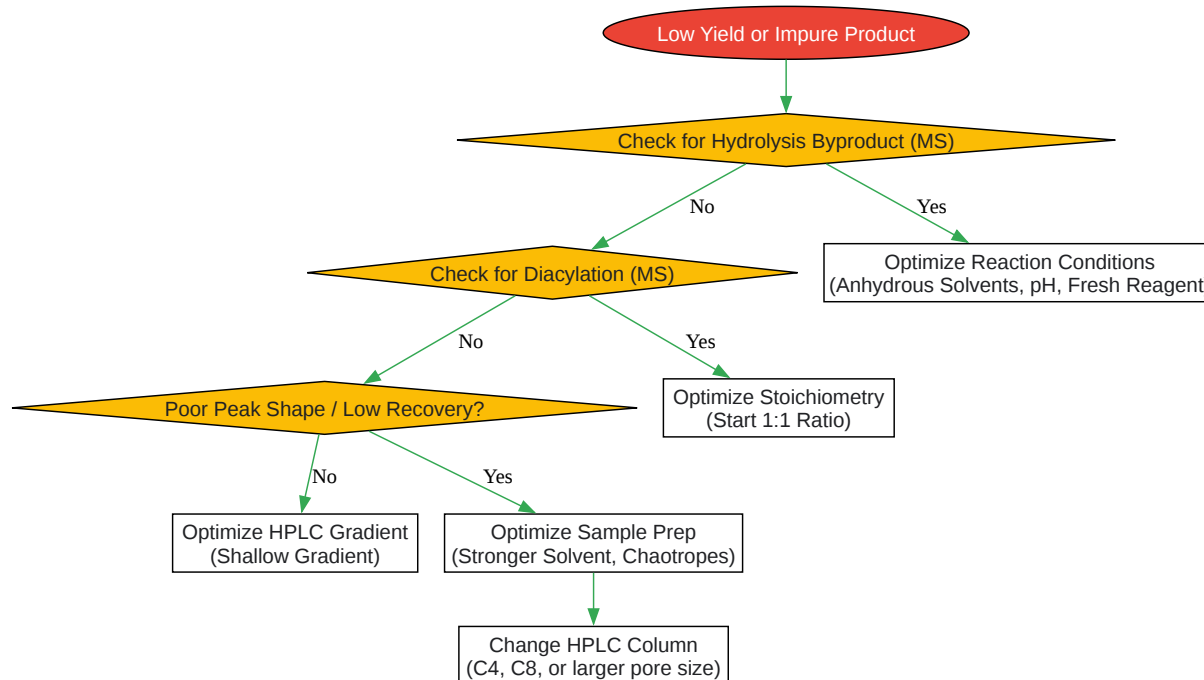 Low Yield or Impure Product
Check for Hydrolysis Byproduct (MS)
No
Yes
Check for Diacylation (MS)
Optimize Reaction Conditions
(Anhydrous Solvents, pH, Fresh Reagent
No
Yes
Poor Peak Shape / Low Recovery?
Optimize Stoichiometry
(Start 1:1 Ratio)
No
Yes
Optimize HPLC Gradient
(Shallow Gradient)
Optimize Sample Prep
(Stronger Solvent, Chaotropes)
Change HPLC Column
(C4, C8, or larger pore size)